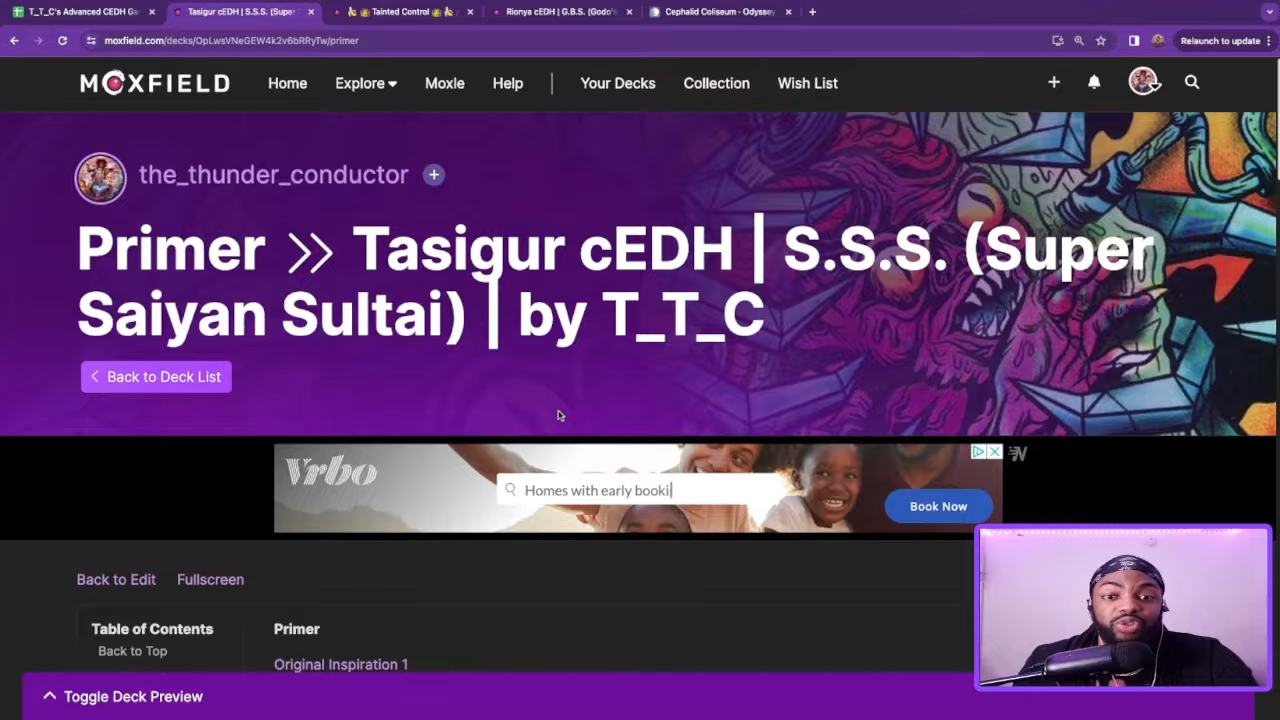 T_T_C's Advanced CEDH Ga
Tasigur cEDH | S.S.S. (Super
Tainted Control
Rionya cEDH | G.B.S. (Godo's
Cephalid Coliseum - Odyssey
moxfield.com/decks/OpLwsVNeGEW4k2v6bRRyTw/primer
Relaunch to update
MOXFIELD
Home
Explore
Moxle
Help
Your Decks
Collection
Wish List
the_thunder_conductor
Primer >> Tasigur cEDH | S.S.S. (Super
Saiyan Sultai) | by T_T_C
Back to Deck List
Vrbo
Homes with early booki
Book Now
Back to Edit
Fullscreen
Table of Contents
Back to Top
Primer
Original Inspiration 1
Toggle Deck Preview